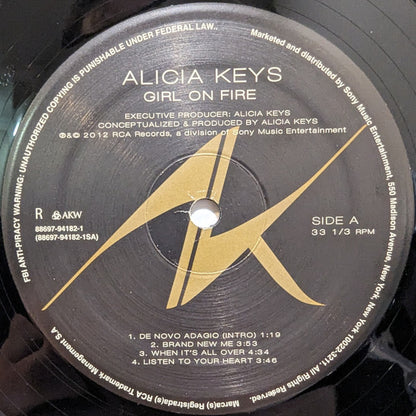 ALICIA KEYS
GIRL ON FIRE
EXECUTIVE PRODUCER: ALICIA KEYS
CONCEPTUALIZED & PRODUCED BY ALICIA KEYS
℗&© 2012 RCA Records, a division of Sony Music Entertainment
R AKW
88697-94182-1
(88697-94182-1SA)
SIDE A
33 1/3 RPM
1. DE NOVO ADAGIO (INTRO) 1:19
2. BRAND NEW ME 3:53
3. WHEN IT'S ALL OVER 4:34
4. LISTEN TO YOUR HEART 3:46
FBI ANTI-PIRACY WARNING: UNAUTHORIZED COPYING IS PUNISHABLE UNDER FEDERAL LAW.
Marketed and distributed by Sony Music Entertainment, 550 Madison Avenue, New York, New York 10022-3211. All Rights Reserved.
Marca(s) Registrada(s) RCA Trademark Management S.A